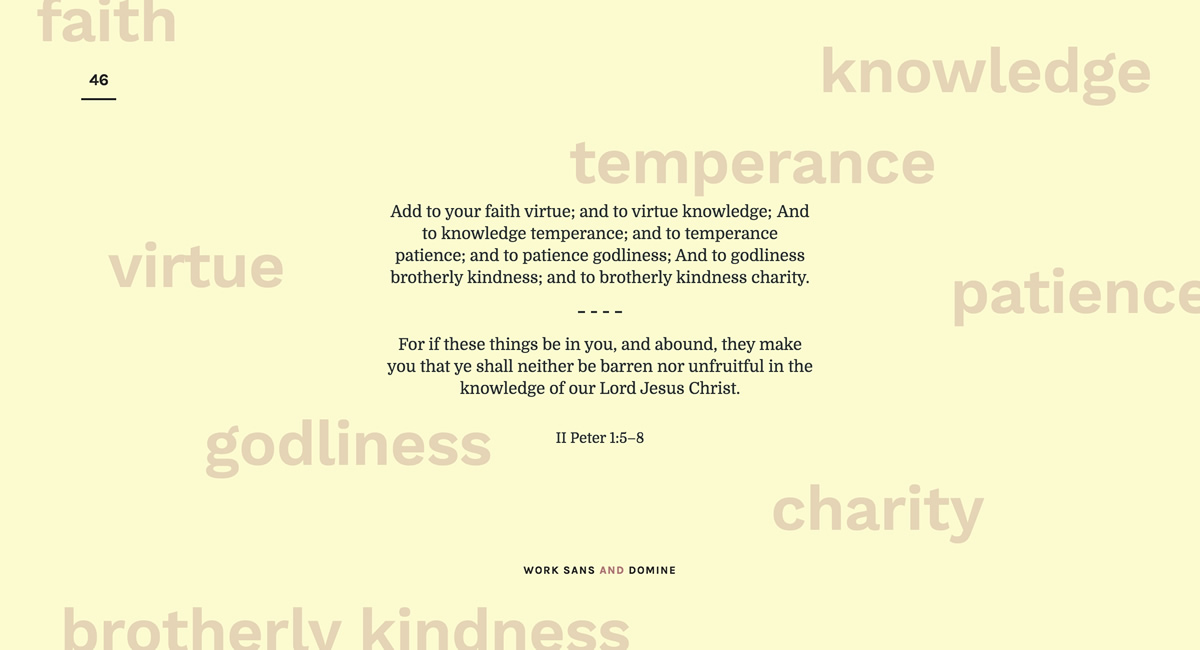 faith
knowledge
46
temperance
Add to your faith virtue; and to virtue knowledge; And
to knowledge temperance; and to temperance
patience; and to patience godliness; And to godliness
brotherly kindness; and to brotherly kindness charity.
virtue
patience
----
For if these things be in you, and abound, they make
you that ye shall neither be barren nor unfruitful in the
knowledge of our Lord Jesus Christ.
godliness
II Peter 1:5–8
charity
WORK SANS AND DOMINE
brotherly kindness